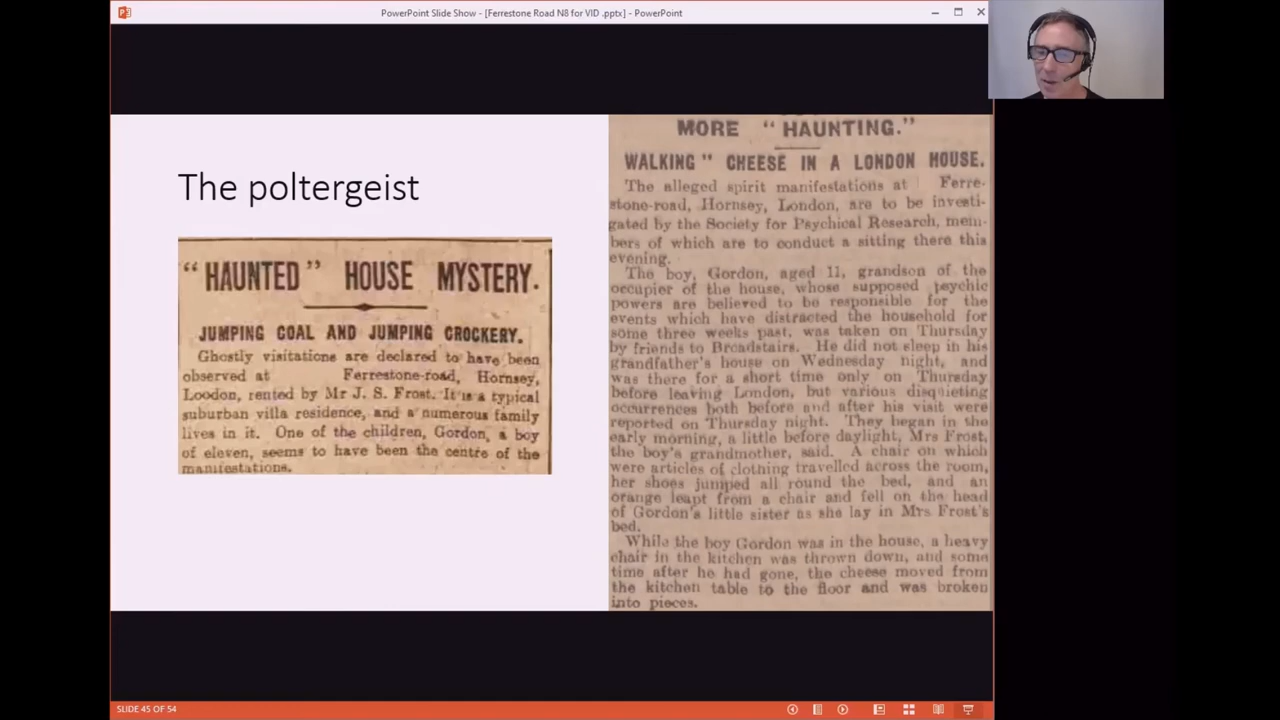 PowerPoint Slide Show - [Ferrestone Road N8 for VID .pptx] - PowerPoint
The poltergeist
"HAUNTED" HOUSE MYSTERY.
JUMPING COAL AND JUMPING CROCKERY.
Ghostly visitations are declared to have been
observed at Ferrestone-road, Hornsey,
London, rented by Mr J. S. Frost. It is a typical
suburban villa residence, and a numerous family
lives in it. One of the children, Gordon, a boy
of eleven, seems to have been the centre of the
manifestations.
MORE "HAUNTING."
WALKING" CHEESE IN A LONDON HOUSE.
The alleged spirit manifestations at Ferre-
stone-road, Hornsey, London, are to be investi-
gated by the Society for Psychical Research, mem-
bers of which are to conduct a sitting there this
evening.
The boy, Gordon, aged 11, grandson of the
occupier of the house, whose supposed psychic
powers are believed to be responsible for the
events which have distracted the household for
some three weeks past, was taken on Thursday
by friends to Broadstairs. He did not sleep in his
grandfather's house on Wednesday night, and
was there for a short time only on Thursday
before leaving London, but various disquieting
occurrences both before and after his visit were
reported on Thursday night. They began in the
early morning, a little before daylight, Mrs Frost,
the boy's grandmother, said. A chair on which
were articles of clothing travelled across the room,
her shoes jumped all round the bed, and an
orange leapt from a chair and fell on the head
of Gordon's little sister as she lay in Mrs Frost's
bed.
While the boy Gordon was in the house, a heavy
chair in the kitchen was thrown down, and some
time after he had gone, the cheese moved from
the kitchen table to the floor and was broken
into pieces.
SLIDE 45 OF 54